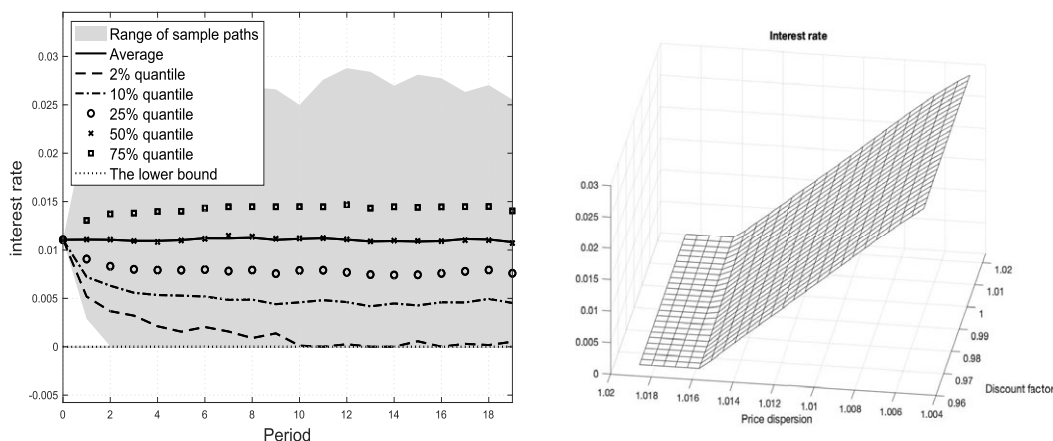 Range of sample paths
Average
2% quantile
10% quantile
25% quantile
50% quantile
75% quantile
The lower bound
0.03
0.025
0.02
0.015
0.01
0.005
0
-0.005
interest rate
0 2 4 6 8 10 12 14 16 18
Period
Interest rate
0.03
0.025
0.02
0.015
0.01
0.005
0
1.02 1.018 1.016 1.014 1.012 1.01 1.008 1.006 1.004
Price dispersion
1.02
1.01
1
0.99
0.98
0.97
0.96
Discount factor